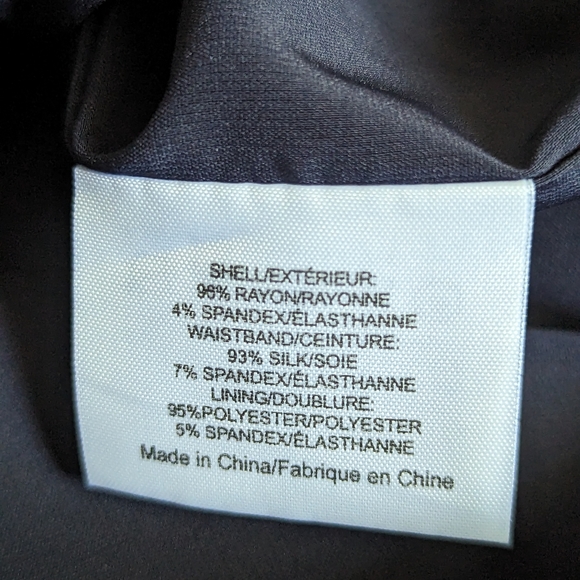 SHELL/EXTÉRIEUR:
96% RAYON/RAYONNE
4% SPANDEX/ÉLASTHANNE
WAISTBAND/CEINTURE:
93% SILK/SOIE
7% SPANDEX/ÉLASTHANNE
LINING/DOUBLURE:
95%POLYESTER/POLYESTER
5% SPANDEX/ÉLASTHANNE
Made in China/Fabrique en Chine